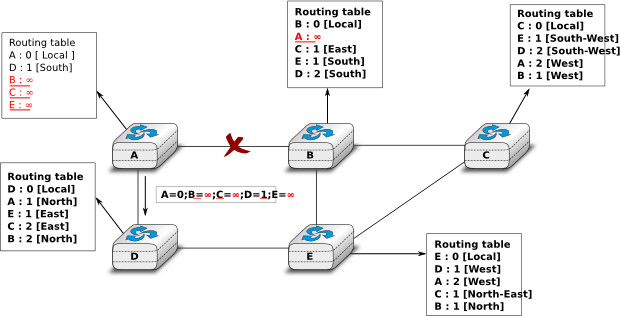 Routing table
A : 0 [ Local ]
D : 1 [South]
B : ∞
C : ∞
E : ∞
Routing table
B : 0 [Local]
A : ∞
C : 1 [East]
E : 1 [South]
D : 2 [South]
Routing table
C : 0 [Local]
E : 1 [South-West]
D : 2 [South-West]
A : 2 [West]
B : 1 [West]
A
B
C
A=0;B=∞;C=∞;D=1;E=∞
Routing table
D : 0 [Local]
A : 1 [North]
E : 1 [East]
C : 2 [East]
B : 2 [North]
D
E
Routing table
E : 0 [Local]
D : 1 [West]
A : 2 [West]
C : 1 [North-East]
B : 1 [North]